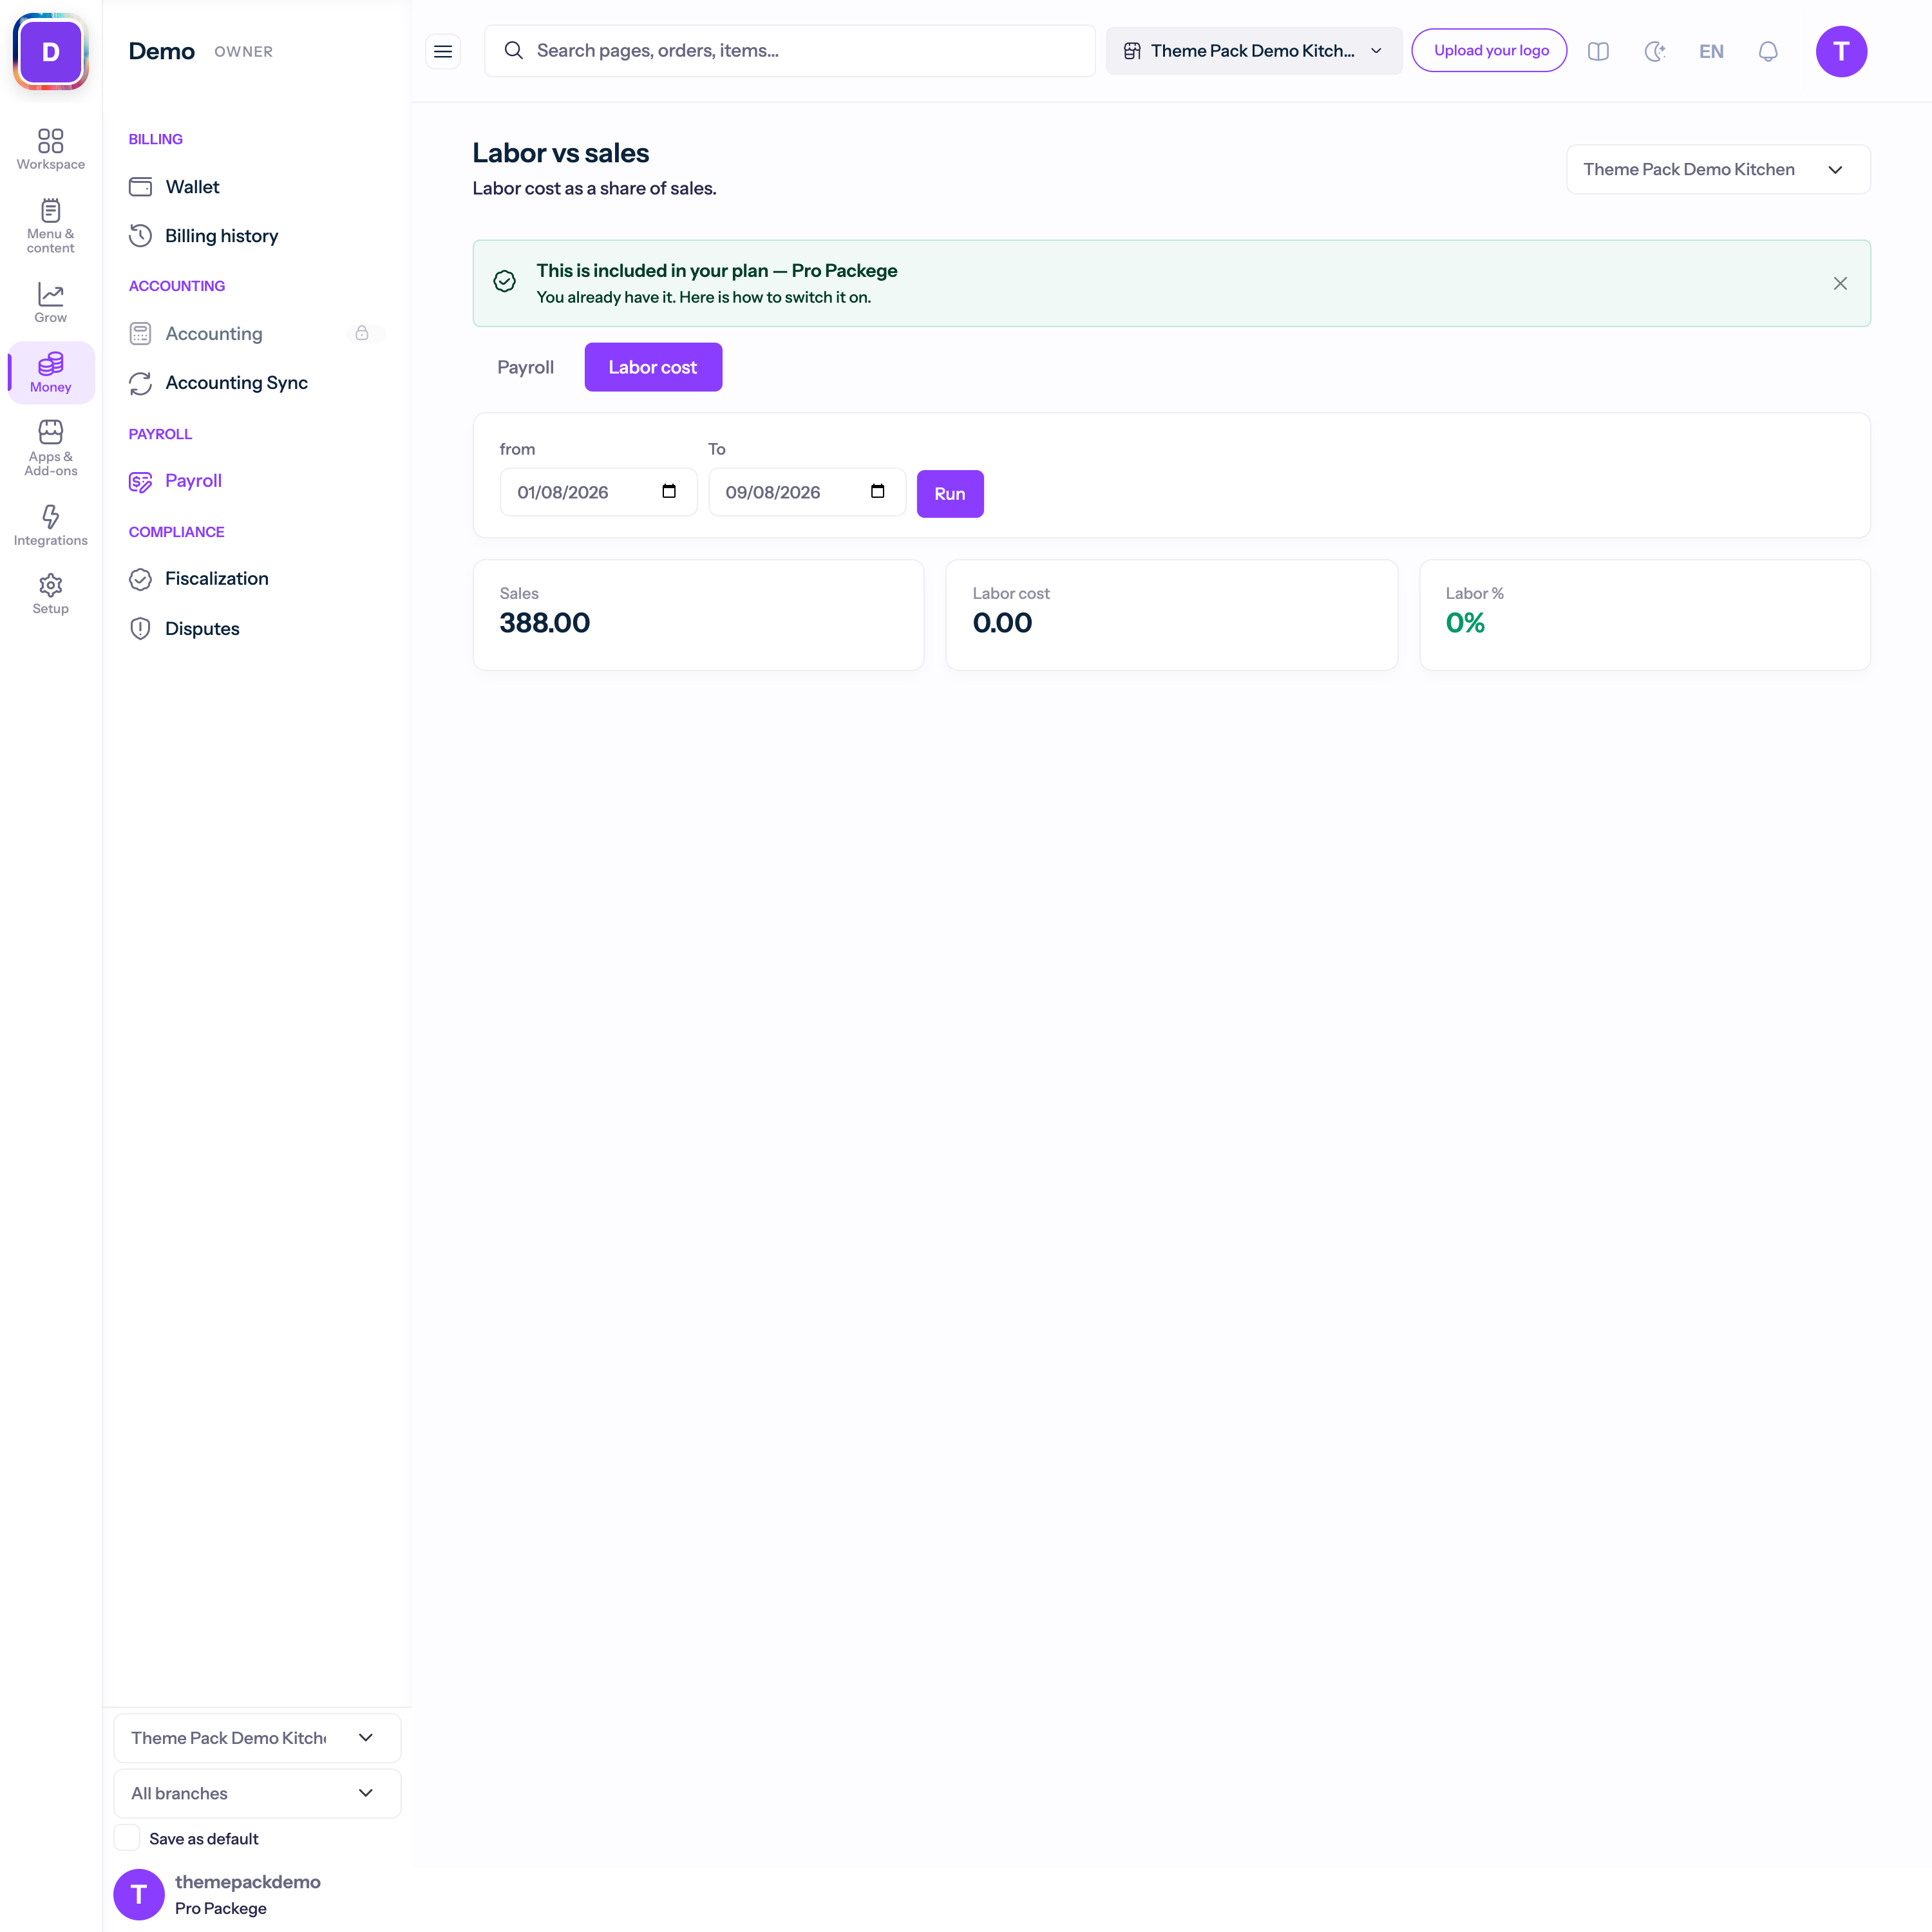 D
Workspace
Menu &
content
Grow
Money
Apps &
Add-ons
Integrations
Setup
Demo OWNER
BILLING
Wallet
Billing history
ACCOUNTING
Accounting
Accounting Sync
PAYROLL
Payroll
COMPLIANCE
Fiscalization
Disputes
Theme Pack Demo Kitche
All branches
Save as default
T
themepackdemo
Pro Packege
Search pages, orders, items...
Theme Pack Demo Kitch...
Upload your logo
EN
T
Labor vs sales
Labor cost as a share of sales.
Theme Pack Demo Kitchen
This is included in your plan — Pro Packege
You already have it. Here is how to switch it on.
Payroll
Labor cost
from
To
01/08/2026
09/08/2026
Run
Sales
388.00
Labor cost
0.00
Labor %
0%